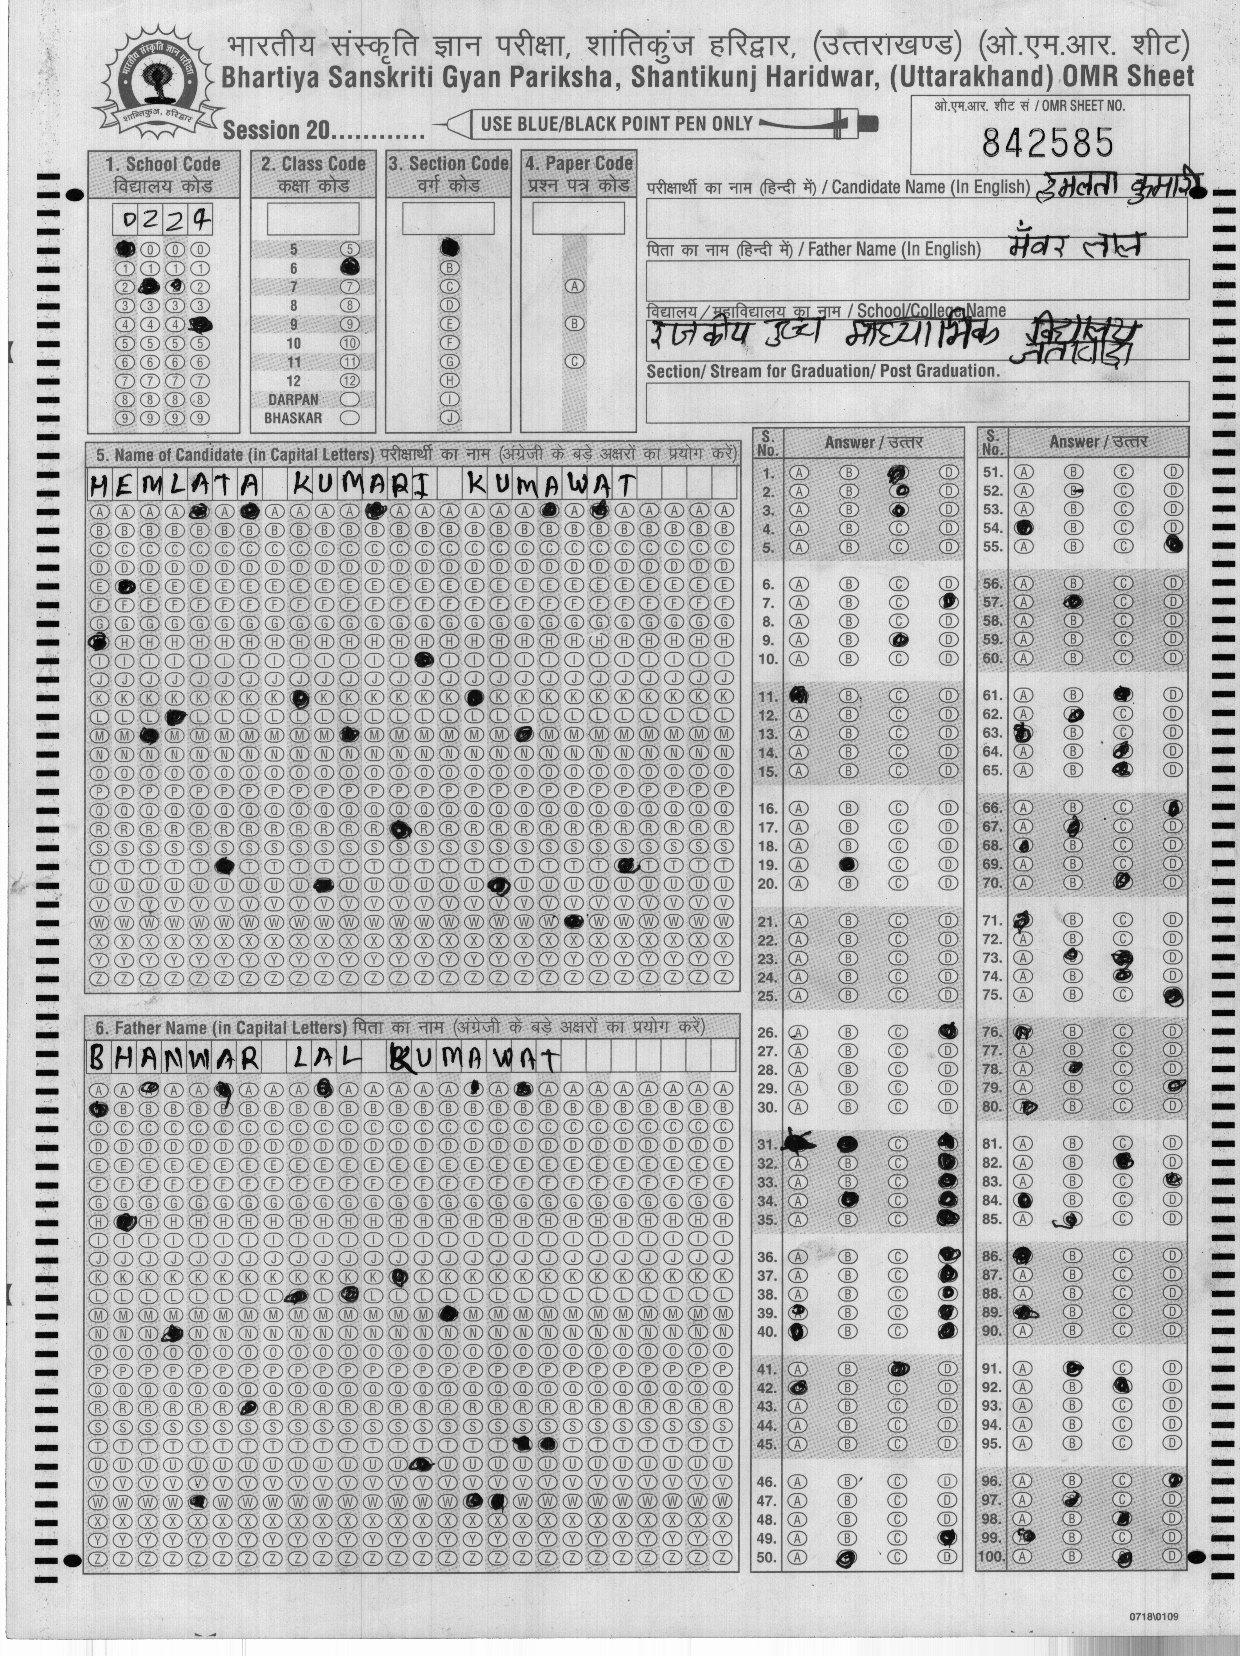 भारतीय संस्कृति ज्ञान परीक्षा, शांतिकुंज हरिद्वार, (उत्तराखण्ड) (ओ.एम.आर. शीट)
Bhartiya Sanskriti Gyan Pariksha, Shantikunj Haridwar, (Uttarakhand) OMR Sheet
Session 20............
USE BLUE/BLACK POINT PEN ONLY
ओ.एम.आर. शीट सं / OMR SHEET NO.
842585
1. School Code
विद्यालय कोड
0224
2. Class Code
कक्षा कोड
5
6
7
8
9
10
11
12
DARPAN
BHASKAR
3. Section Code
वर्ग कोड
4. Paper Code
प्रश्न पत्र कोड
परीक्षार्थी का नाम (हिन्दी में) / Candidate Name (In English) हेमलता कुमारी
पिता का नाम (हिन्दी में) / Father Name (In English) भँवर लाल
विद्यालय / महाविद्यालय का नाम / School/College Name
राजकीय उच्च माध्यामिक विद्यालय
Section/ Stream for Graduation/ Post Graduation.
5. Name of Candidate (in Capital Letters) परीक्षार्थी का नाम (अंग्रेजी के बड़े अक्षरों का प्रयोग करें)
HEMLATA KUMARI KUMAWAT
6. Father Name (in Capital Letters) पिता का नाम (अंग्रेजी के बड़े अक्षरों का प्रयोग करें)
BHANWAR LAL KUMAWAT
S. No. Answer / उत्तर
S. No. Answer / उत्तर
0718\0109